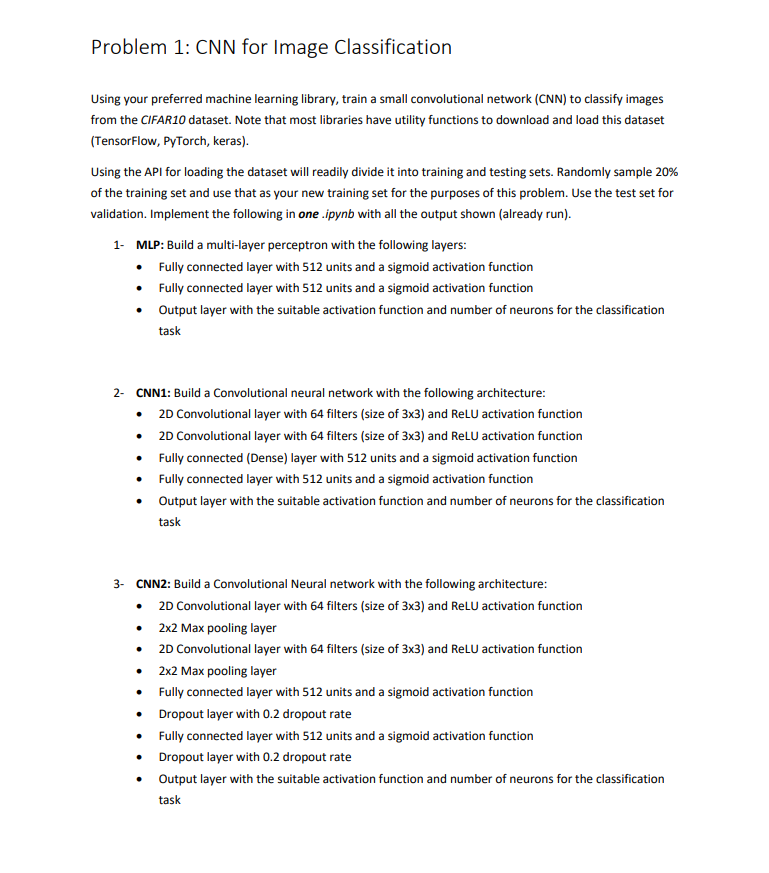 Problem 1: CNN for Image Classification
Using your preferred machine learning library, train a small convolutional network (CNN) to classify images
from the CIFAR10 dataset. Note that most libraries have utility functions to download and load this dataset
(TensorFlow, PyTorch, keras).
Using the API for loading the dataset will readily divide it into training and testing sets. Randomly sample 20%
of the training set and use that as your new training set for the purposes of this problem. Use the test set for
validation. Implement the following in one .ipynb with all the output shown (already run).
1- MLP: Build a multi-layer perceptron with the following layers:
• Fully connected layer with 512 units and a sigmoid activation function
• Fully connected layer with 512 units and a sigmoid activation function
• Output layer with the suitable activation function and number of neurons for the classification
task
2- CNN1: Build a Convolutional neural network with the following architecture:
• 2D Convolutional layer with 64 filters (size of 3x3) and ReLU activation function
• 2D Convolutional layer with 64 filters (size of 3x3) and ReLU activation function
• Fully connected (Dense) layer with 512 units and a sigmoid activation function
• Fully connected layer with 512 units and a sigmoid activation function
• Output layer with the suitable activation function and number of neurons for the classification
task
3- CNN2: Build a Convolutional Neural network with the following architecture:
• 2D Convolutional layer with 64 filters (size of 3x3) and ReLU activation function
• 2x2 Max pooling layer
• 2D Convolutional layer with 64 filters (size of 3x3) and ReLU activation function
• 2x2 Max pooling layer
• Fully connected layer with 512 units and a sigmoid activation function
• Dropout layer with 0.2 dropout rate
• Fully connected layer with 512 units and a sigmoid activation function
• Dropout layer with 0.2 dropout rate
• Output layer with the suitable activation function and number of neurons for the classification
task